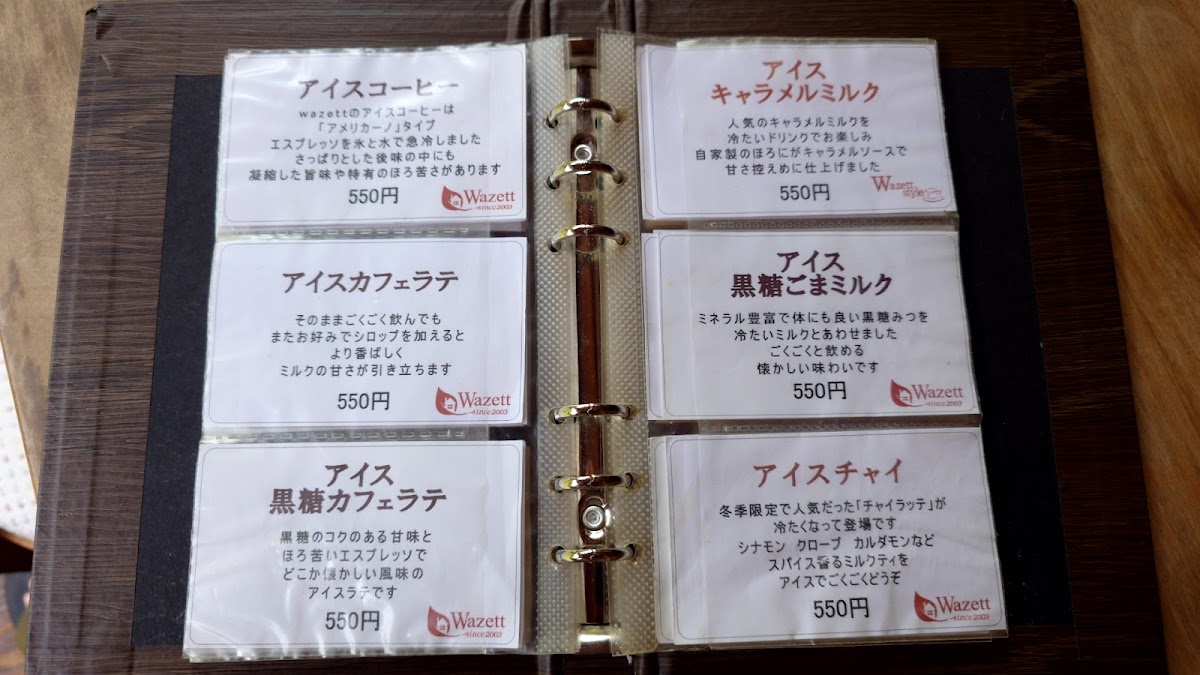 アイスコーヒー
wazettのアイスコーヒーは
「アメリカーノ」タイプ
エスプレッソを氷と水で急冷しました
さっぱりとした後味の中にも
凝縮した旨味や特有のほろ苦さがあります
550円
Wazett
since2003
アイスカフェラテ
そのままごくごく飲んでも
またお好みでシロップを加えると
より香ばしく
ミルクの甘さが引き立ちます
550円
Wazett
since2003
アイス
黒糖カフェラテ
黒糖のコクのある甘味と
ほろ苦いエスプレッソで
どこか懐かしい風味の
アイスラテです
550円
Wazett
since2003
アイス
キャラメルミルク
人気のキャラメルミルクを
冷たいドリンクでお楽しみ
自家製のほろにがキャラメルソースで
甘さ控えめに仕上げました
550円
Wazett
style
アイス
黒糖ごまミルク
ミネラル豊富で体にも良い黒糖みつを
冷たいミルクとあわせました
ごくごくと飲める
懐かしい味わいです
550円
Wazett
since2003
アイスチャイ
冬季限定で人気だった「チャイラッテ」が
冷たくなって登場です
シナモン クローブ カルダモンなど
スパイス香るミルクティを
アイスでごくごくどうぞ
550円
Wazett
since2003